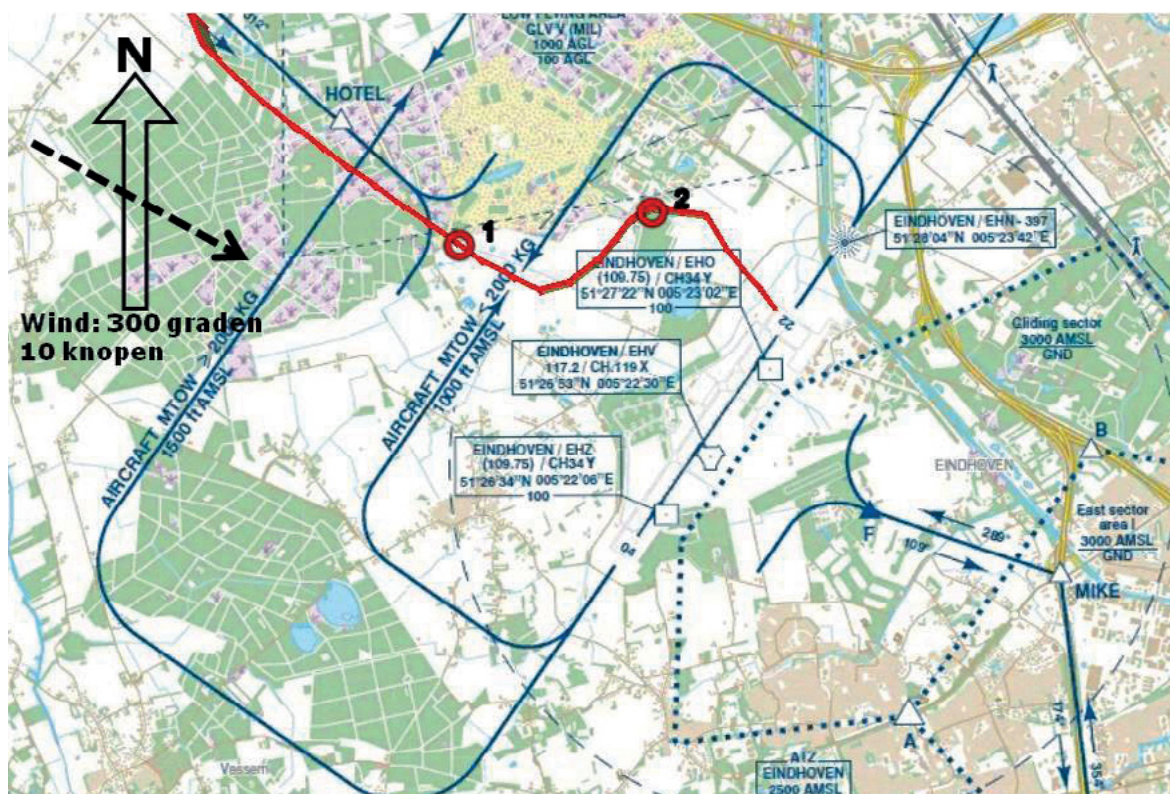 LOW FLYING AREA
GLV V (MIL)
1000 AGL
100 AGL
012°
N
HOTEL
1
2
EINDHOVEN / EHN - 397
51°28'04"N 005°23'42"E
EINDHOVEN / EHO
(109.75) / CH34Y
51°27'22"N 005°23'02"E
100
Wind: 300 graden
10 knopen
22
Gliding sector
3000 AMSL
GND
EINDHOVEN / EHV
117.2 / CH.119 X
51°26'53"N 005°22'30"E
AIRCRAFT MTOW > 2000 KG
1500 ft AMSL
AIRCRAFT MTOW < 2000 KG
1000 ft AMSL
EINDHOVEN / EHZ
(109.75) / CH34Y
51°26'34"N 005°22'06"E
100
B
EINDHOVEN
04
F
289°
109°
East sector
area I
3000 AMSL
GND
MIKE
A
174°
354°
Vessem
ATZ
EINDHOVEN
2500 AMSL